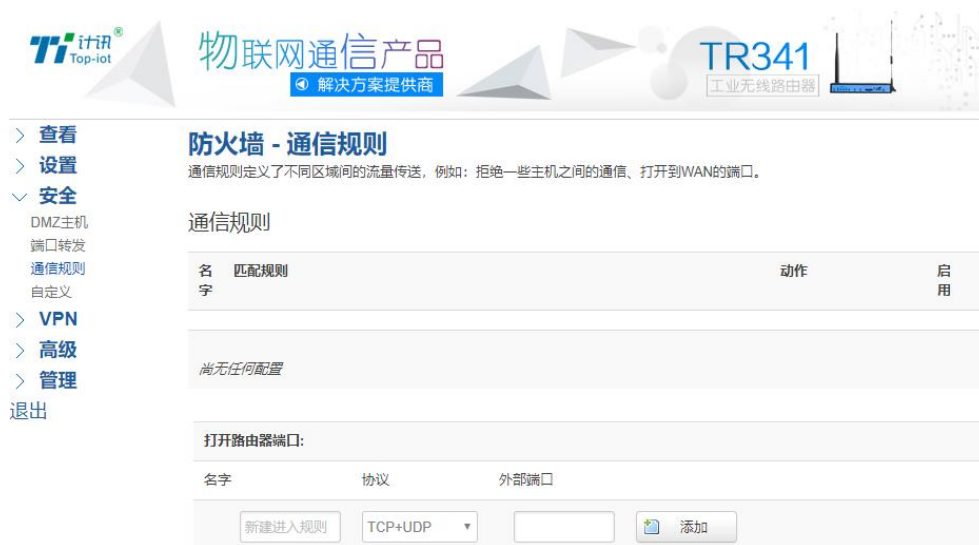 计讯®
Top-iot
物联网通信产品
解决方案提供商
TR341
工业无线路由器
查看
设置
安全
DMZ主机
端口转发
通信规则
自定义
VPN
高级
管理
退出
防火墙 - 通信规则
通信规则定义了不同区域间的流量传送，例如：拒绝一些主机之间的通信、打开到WAN的端口。
通信规则
名字 匹配规则 动作 启用
尚无任何配置
打开路由器端口:
名字 协议 外部端口
新建进入规则 TCP+UDP 添加